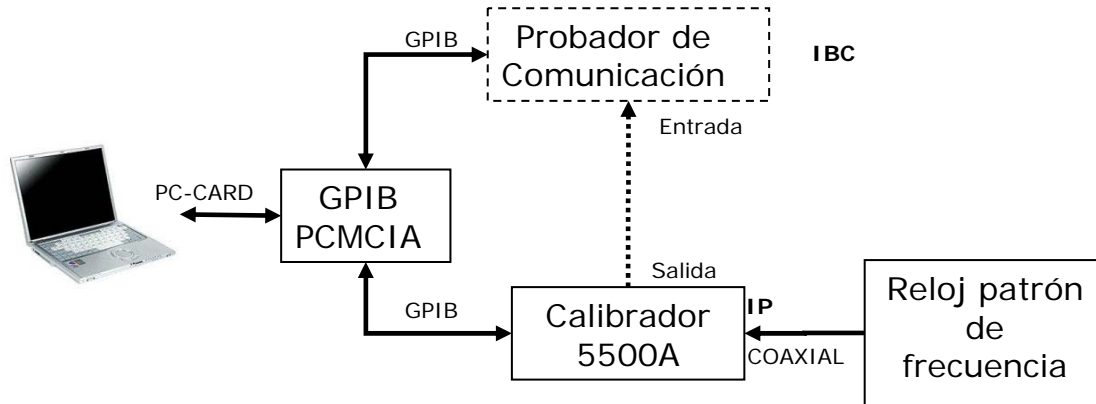 GPIB
Probador de
Comunicación
IBC
Entrada
PC-CARD
GPIB
PCMCIA
Salida
GPIB
Calibrador
5500A
IP
COAXIAL
Reloj patrón
de
frecuencia